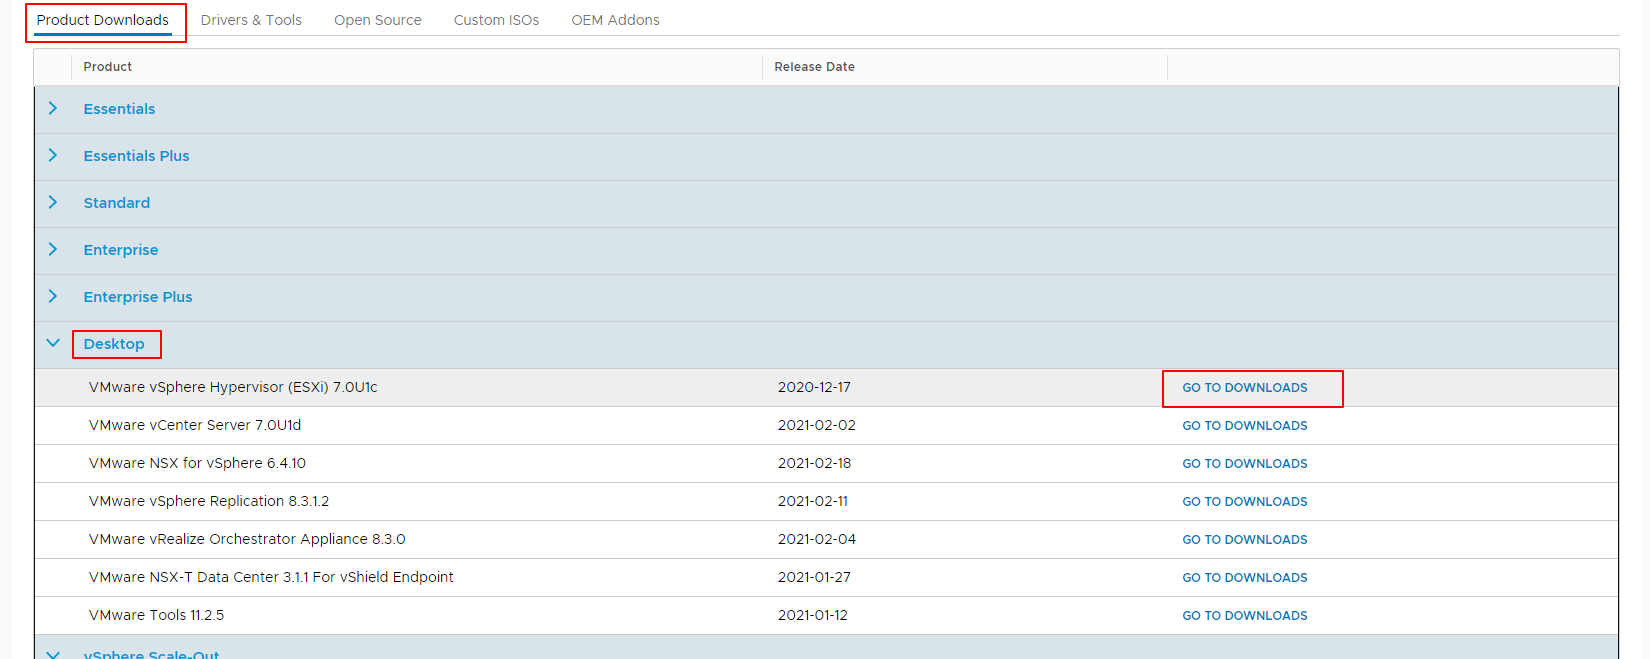 Product Downloads Drivers & Tools Open Source Custom ISOs OEM Addons
Product Release Date
Essentials
Essentials Plus
Standard
Enterprise
Enterprise Plus
Desktop
VMware vSphere Hypervisor (ESXi) 7.0U1c 2020-12-17 GO TO DOWNLOADS
VMware vCenter Server 7.0U1d 2021-02-02 GO TO DOWNLOADS
VMware NSX for vSphere 6.4.10 2021-02-18 GO TO DOWNLOADS
VMware vSphere Replication 8.3.1.2 2021-02-11 GO TO DOWNLOADS
VMware vRealize Orchestrator Appliance 8.3.0 2021-02-04 GO TO DOWNLOADS
VMware NSX-T Data Center 3.1.1 For vShield Endpoint 2021-01-27 GO TO DOWNLOADS
VMware Tools 11.2.5 2021-01-12 GO TO DOWNLOADS
vSphere Scale-Out